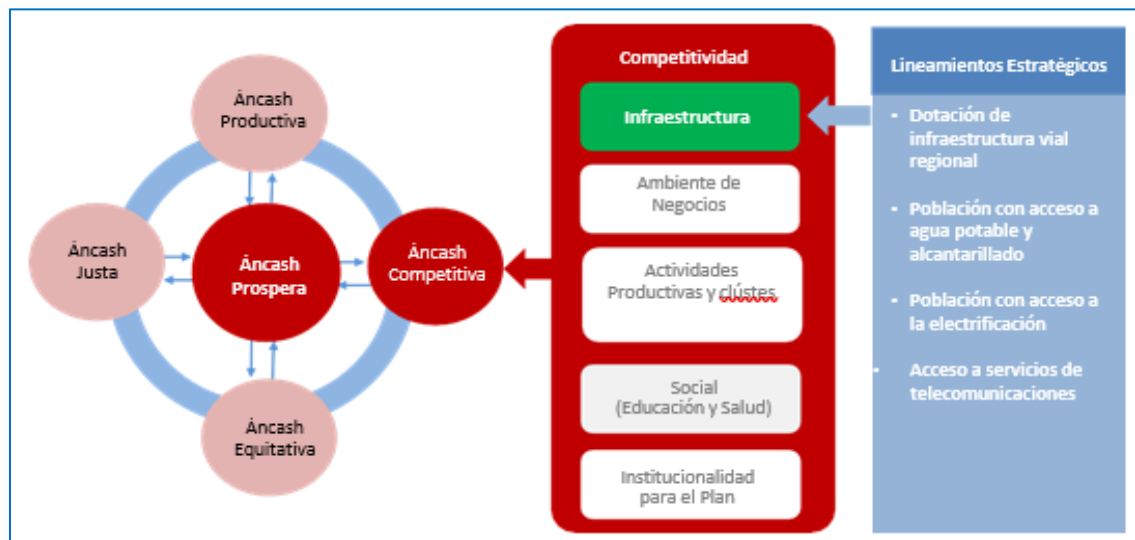 Áncash
Productiva
Áncash
Justa
Áncash
Prospera
Áncash
Competitiva
Áncash
Equitativa
Competitividad
Infraestructura
Ambiente de
Negocios
Actividades
Productivas y clústes
Social
(Educación y Salud)
Institucionalidad
para el Plan
Lineamientos Estratégicos
• Dotación de
infraestructura vial
regional
• Población con acceso a
agua potable y
alcantarillado
• Población con acceso a
la electrificación
• Acceso a servicios de
telecomunicaciones